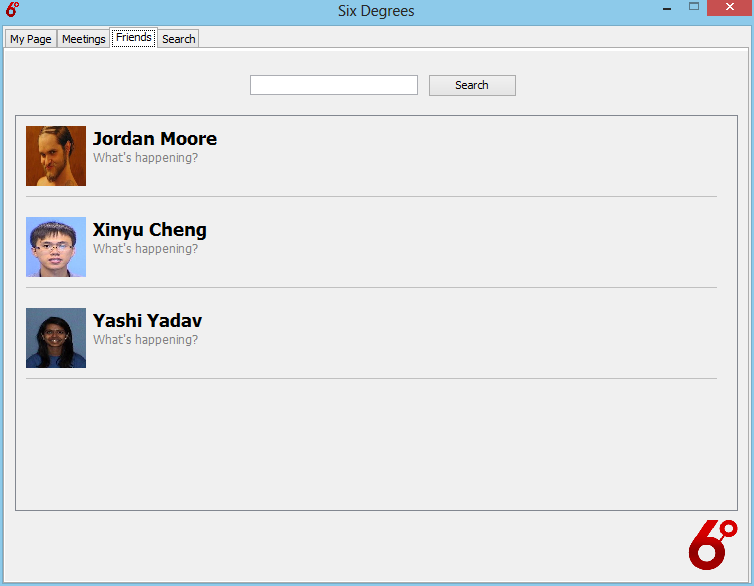 6°
Six Degrees
My Page
Meetings
Friends
Search
Search
Jordan Moore
What's happening?
Xinyu Cheng
What's happening?
Yashi Yadav
What's happening?
6°